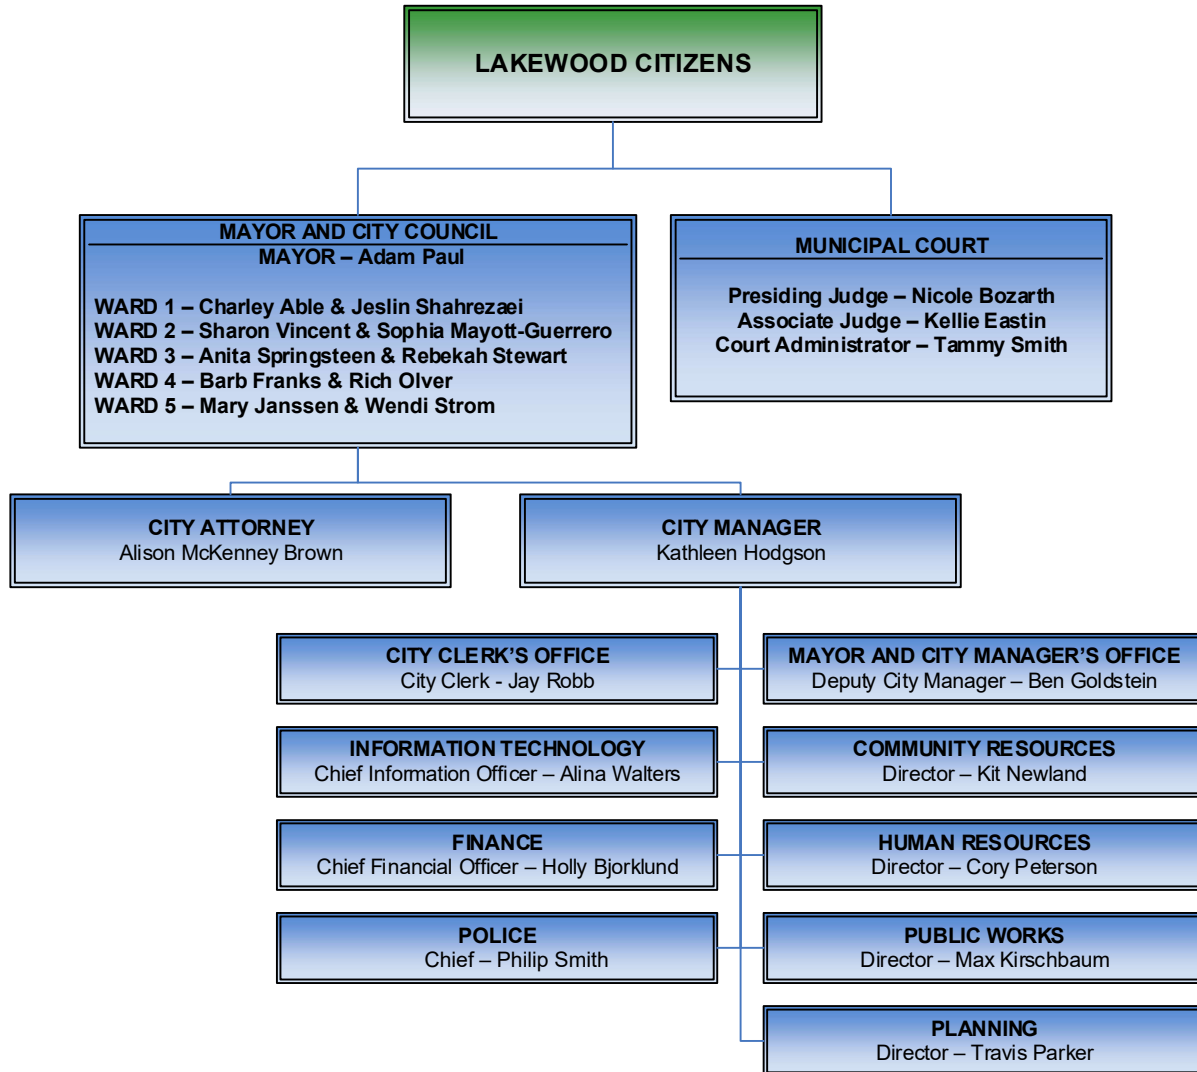 LAKEWOOD CITIZENS
MAYOR AND CITY COUNCIL
MAYOR – Adam Paul
WARD 1 – Charley Able & Jeslin Shahrezaei
WARD 2 – Sharon Vincent & Sophia Mayott-Guerrero
WARD 3 – Anita Springsteen & Rebekah Stewart
WARD 4 – Barb Franks & Rich Olver
WARD 5 – Mary Janssen & Wendi Strom
MUNICIPAL COURT
Presiding Judge – Nicole Bozarth
Associate Judge – Kellie Eastin
Court Administrator – Tammy Smith
CITY ATTORNEY
Alison McKenney Brown
CITY MANAGER
Kathleen Hodgson
CITY CLERK’S OFFICE
City Clerk - Jay Robb
MAYOR AND CITY MANAGER’S OFFICE
Deputy City Manager – Ben Goldstein
INFORMATION TECHNOLOGY
Chief Information Officer – Alina Walters
COMMUNITY RESOURCES
Director – Kit Newland
FINANCE
Chief Financial Officer – Holly Bjorklund
HUMAN RESOURCES
Director – Cory Peterson
POLICE
Chief – Philip Smith
PUBLIC WORKS
Director – Max Kirschbaum
PLANNING
Director – Travis Parker